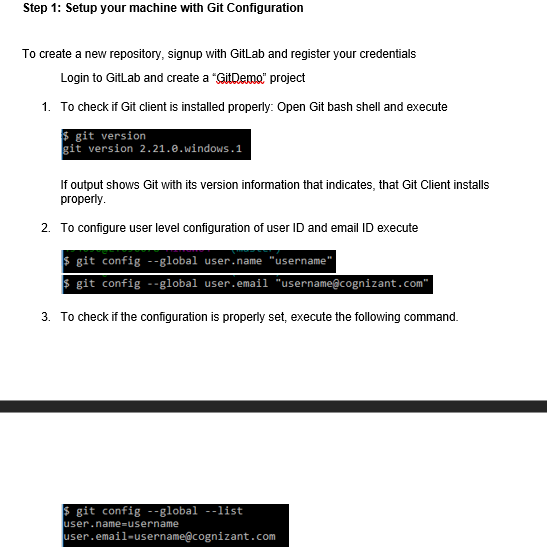 Step 1: Setup your machine with Git Configuration
To create a new repository, signup with GitLab and register your credentials
Login to GitLab and create a “GitDemo” project
1. To check if Git client is installed properly: Open Git bash shell and execute
$ git version
git version 2.21.0.windows.1
If output shows Git with its version information that indicates, that Git Client installs
properly.
2. To configure user level configuration of user ID and email ID execute
$ git config --global user.name "username"
$ git config --global user.email "username@cognizant.com"
3. To check if the configuration is properly set, execute the following command.
$ git config --global --list
user.name=username
user.email=username@cognizant.com